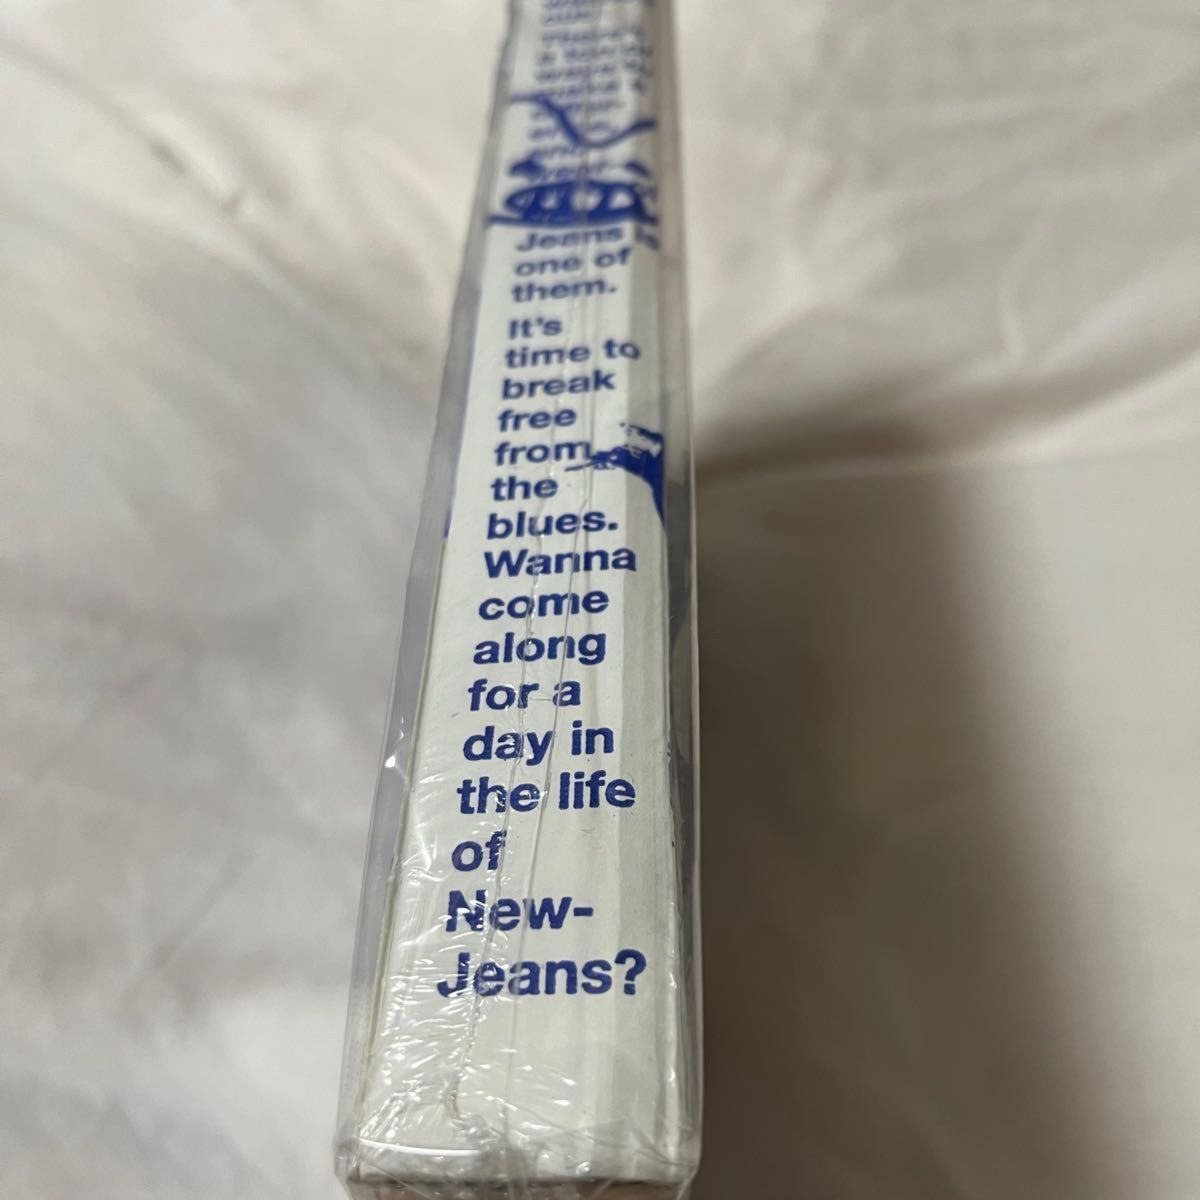 Jeans is
one of
them.
It's
time to
break
free
from
the
blues.
Wanna
come
along
for a
day in
the life
of
New-
Jeans?